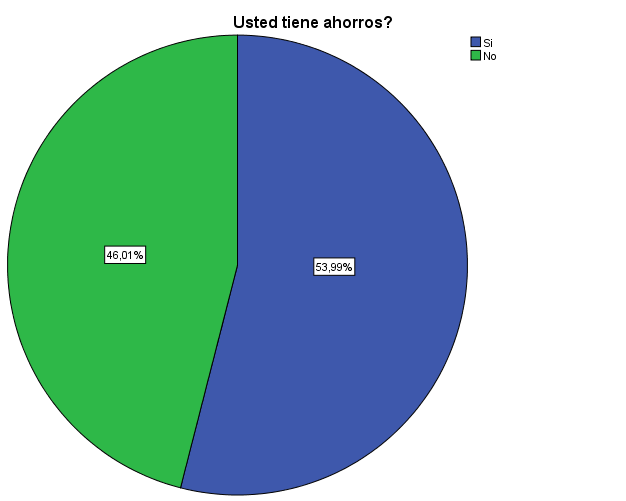 Usted tiene ahorros?
Si
No
46,01%
53,99%